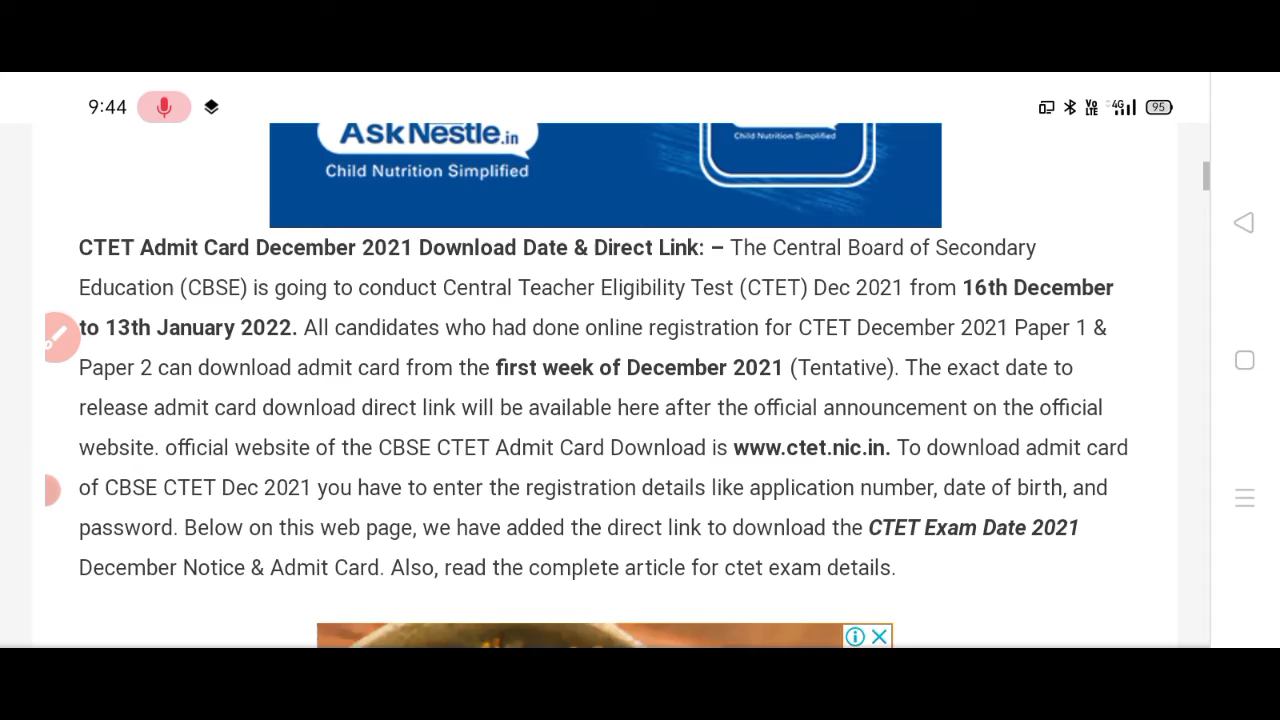 9:44
Vo LTE 4G 95
AskNestle.in
Child Nutrition Simplified
Child Nutrition Simplified
CTET Admit Card December 2021 Download Date & Direct Link: – The Central Board of Secondary
Education (CBSE) is going to conduct Central Teacher Eligibility Test (CTET) Dec 2021 from 16th December
to 13th January 2022. All candidates who had done online registration for CTET December 2021 Paper 1 &
Paper 2 can download admit card from the first week of December 2021 (Tentative). The exact date to
release admit card download direct link will be available here after the official announcement on the official
website. official website of the CBSE CTET Admit Card Download is www.ctet.nic.in. To download admit card
of CBSE CTET Dec 2021 you have to enter the registration details like application number, date of birth, and
password. Below on this web page, we have added the direct link to download the CTET Exam Date 2021
December Notice & Admit Card. Also, read the complete article for ctet exam details.